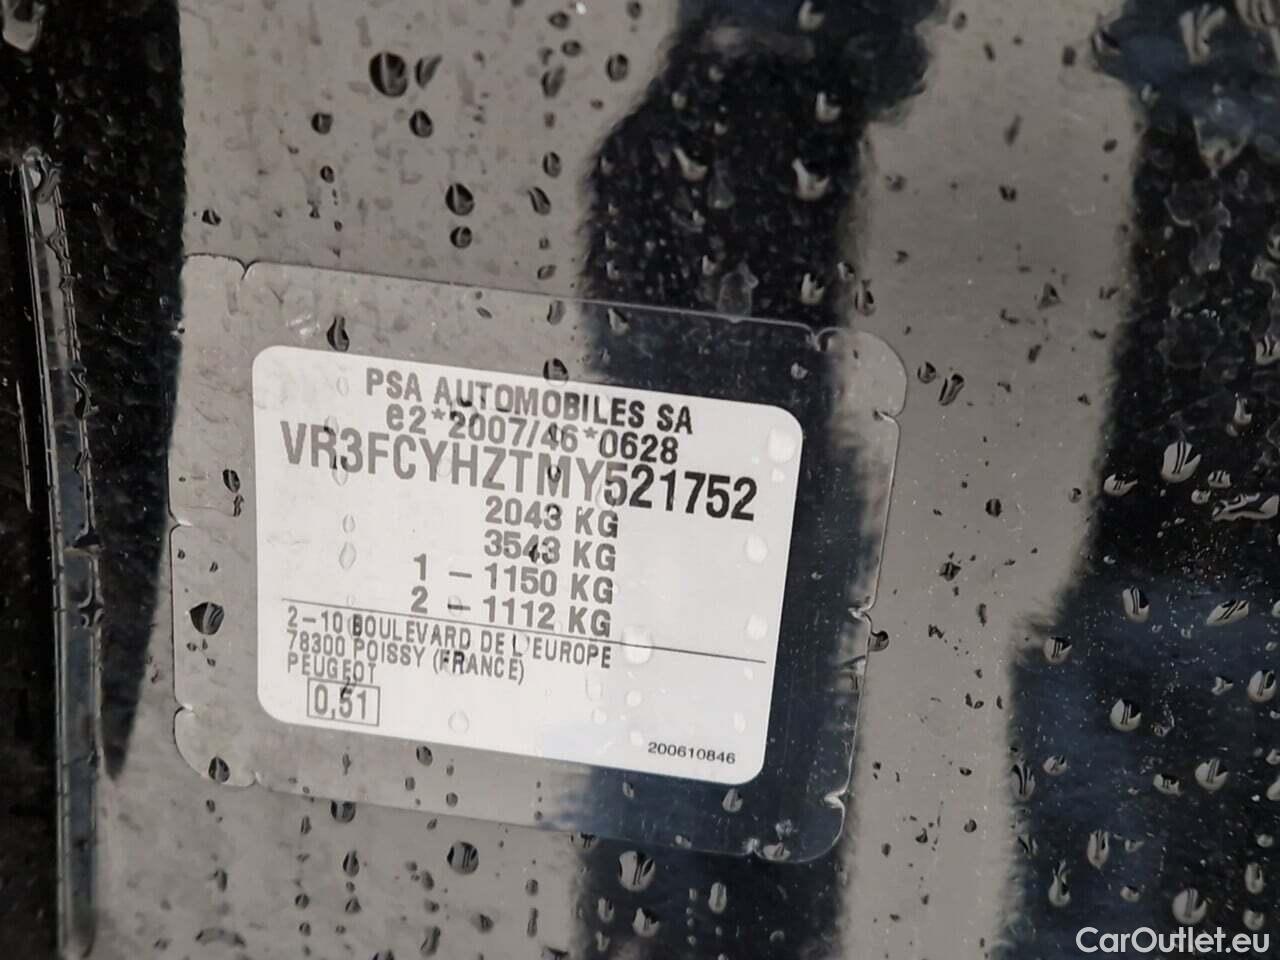 PSA AUTOMOBILES SA
e2*2007/46*0628
VR3FCYHZTMY521752
2043 KG
3543 KG
1 - 1150 KG
2 - 1112 KG
2-10 BOULEVARD DE L'EUROPE
78300 POISSY (FRANCE)
PEUGEOT
0,51
200610846
CarOutlet.eu